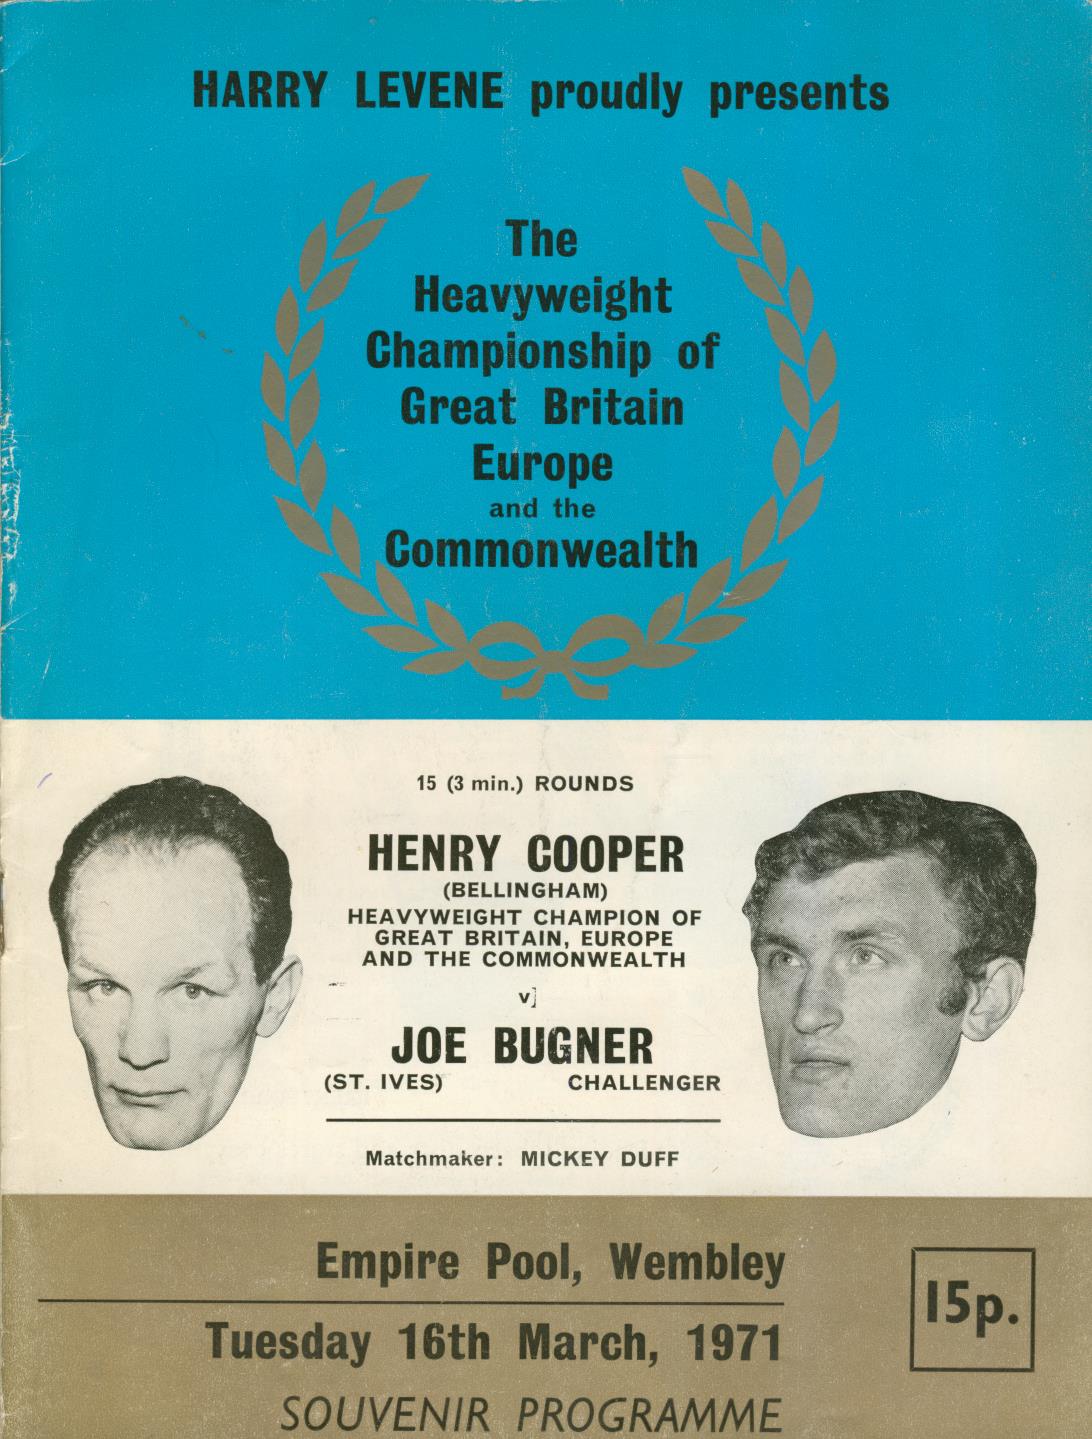 HARRY LEVENE proudly presents
The
Heavyweight
Championship of
Great Britain
Europe
and the
Commonwealth
15 (3 min.) ROUNDS
HENRY COOPER
(BELLINGHAM)
HEAVYWEIGHT CHAMPION OF
GREAT BRITAIN, EUROPE
AND THE COMMONWEALTH
v]
JOE BUGNER
(ST. IVES) CHALLENGER
Matchmaker: MICKEY DUFF
Empire Pool, Wembley
15p.
Tuesday 16th March, 1971
SOUVENIR PROGRAMME